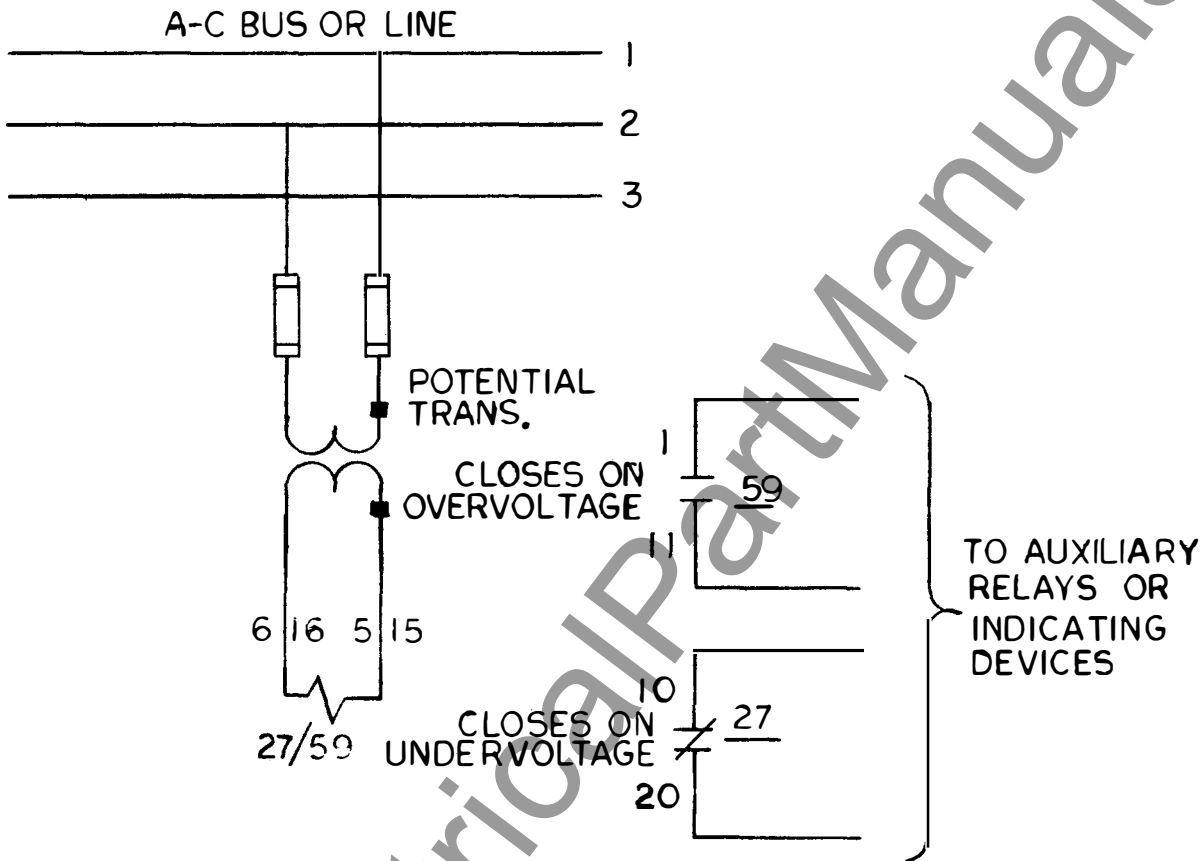 A-C BUS OR LINE
1
2
3
POTENTIAL
TRANS.
CLOSES ON
OVERVOLTAGE
1
59
11
6 16 5 15
27/59
CLOSES ON
UNDERVOLTAGE
10
27
20
TO AUXILIARY
RELAYS OR
INDICATING
DEVICES
tricalPartManuals